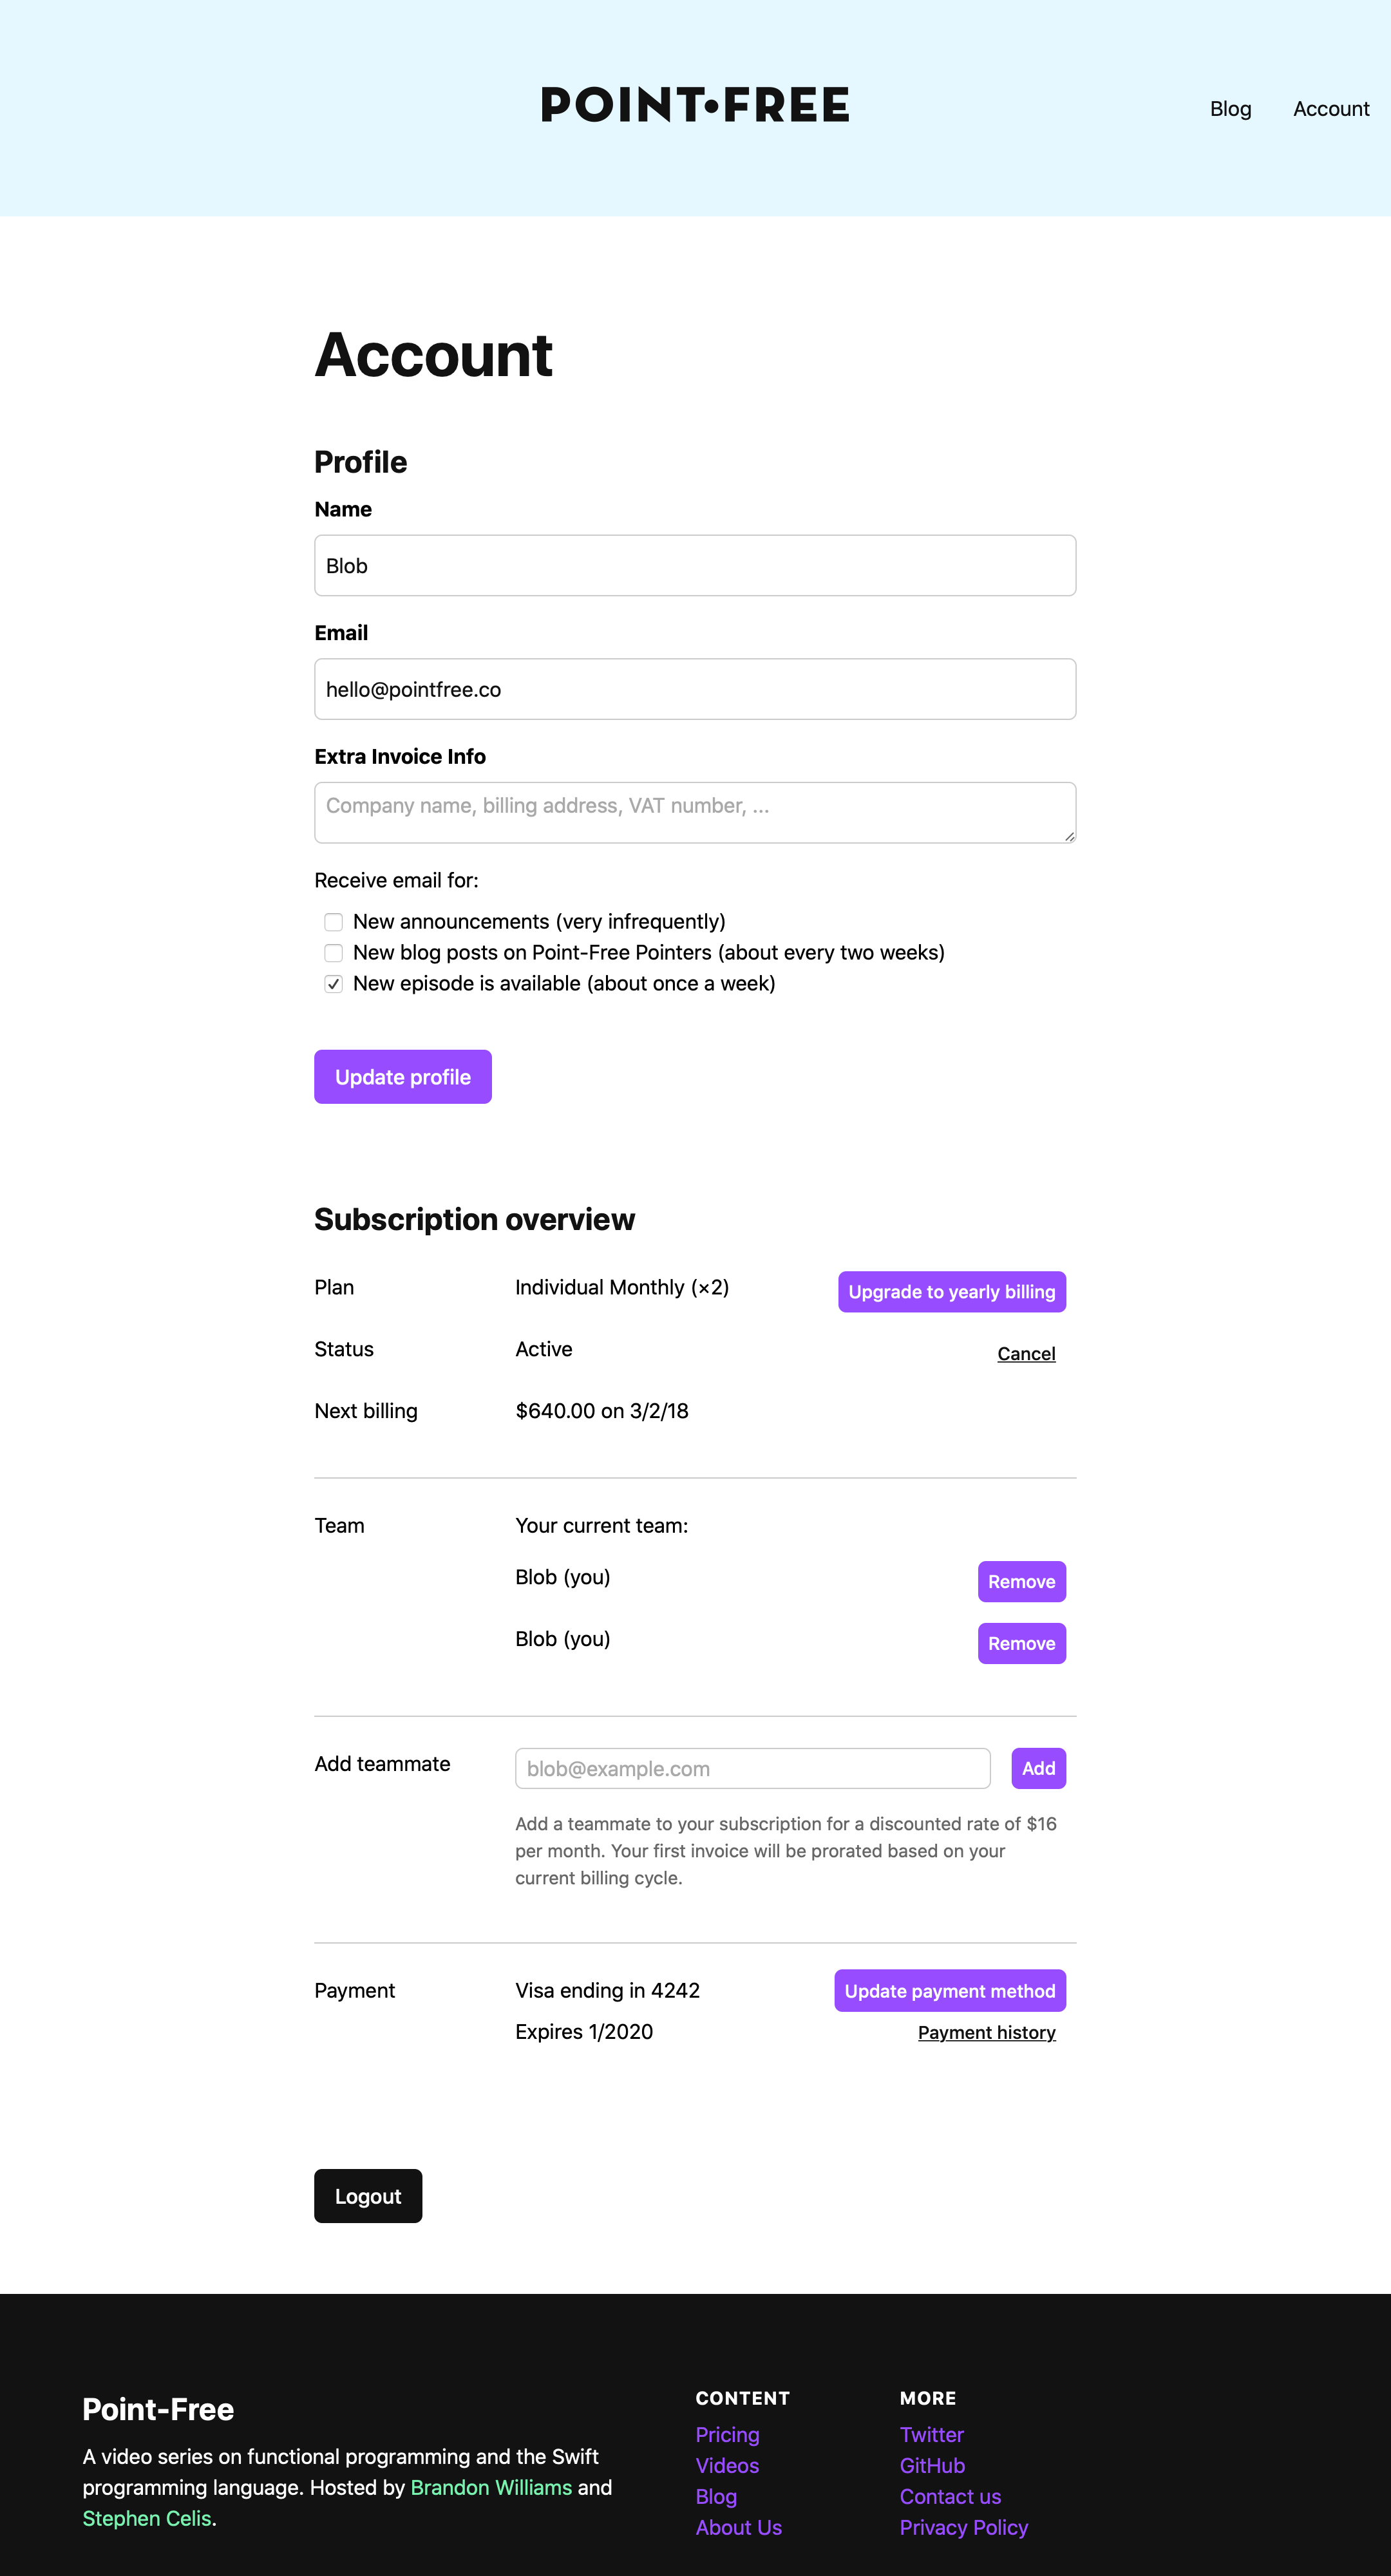 POINT•FREE
Blog Account
Account
Profile
Name
Blob
Email
hello@pointfree.co
Extra Invoice Info
Company name, billing address, VAT number, ...
Receive email for:
New announcements (very infrequently)
New blog posts on Point-Free Pointers (about every two weeks)
New episode is available (about once a week)
Update profile
Subscription overview
Plan Individual Monthly (×2) Upgrade to yearly billing
Status Active Cancel
Next billing $640.00 on 3/2/18
Team Your current team:
Blob (you) Remove
Blob (you) Remove
Add teammate blob@example.com Add
Add a teammate to your subscription for a discounted rate of $16
per month. Your first invoice will be prorated based on your
current billing cycle.
Payment Visa ending in 4242 Update payment method
Expires 1/2020 Payment history
Logout
Point-Free
A video series on functional programming and the Swift
programming language. Hosted by Brandon Williams and
Stephen Celis.
CONTENT
Pricing
Videos
Blog
About Us
MORE
Twitter
GitHub
Contact us
Privacy Policy